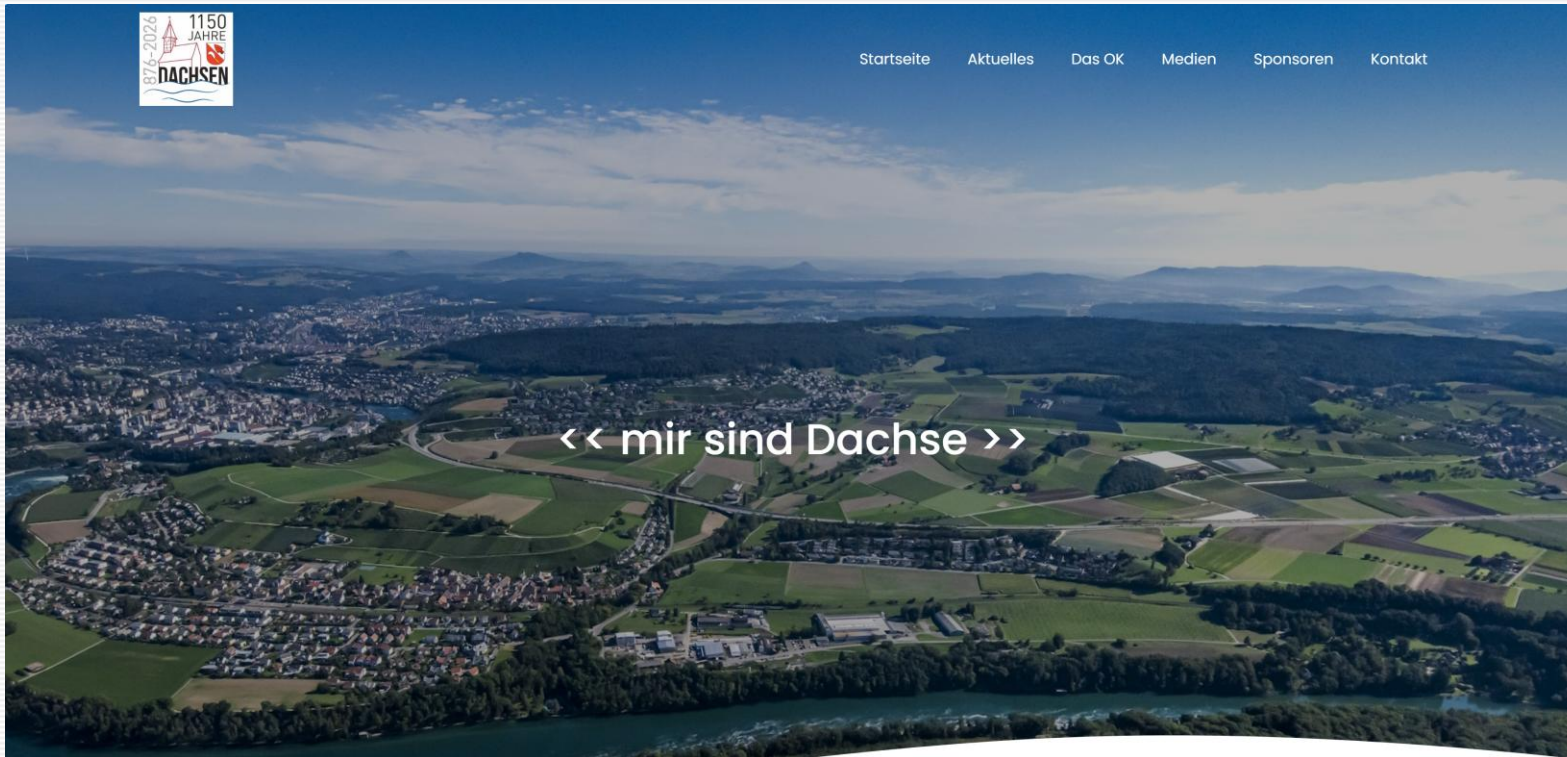 1150
JAHRE
876-2026
DACHSEN
Startseite
Aktuelles
Das OK
Medien
Sponsoren
Kontakt
<< mir sind Dachse >>